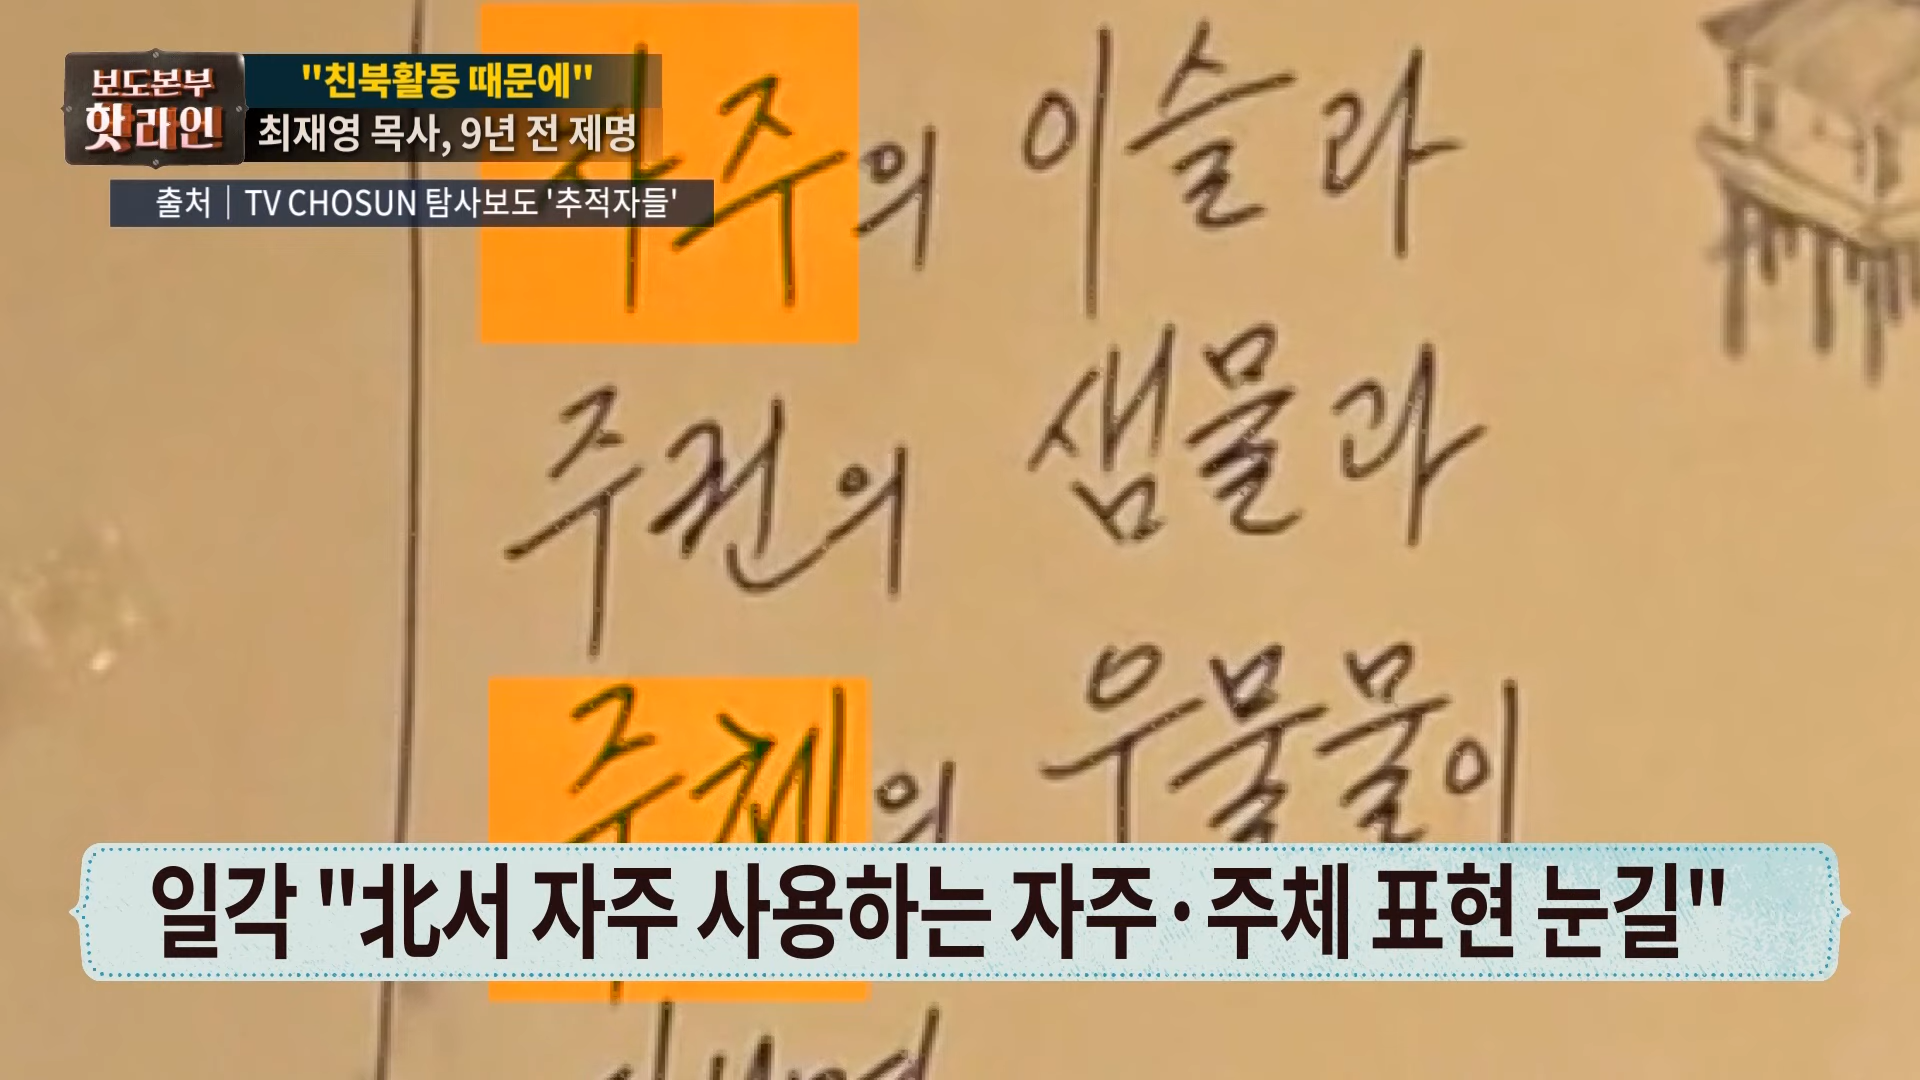 보도본부
핫라인
"친북활동 때문에"
최재영 목사, 9년 전 제명
출처｜TV CHOSUN 탐사보도 '추적자들'
자주의 이슬과
주권의 샘물과
주체의 우물물이
일각 "北서 자주 사용하는 자주·주체 표현 눈길"